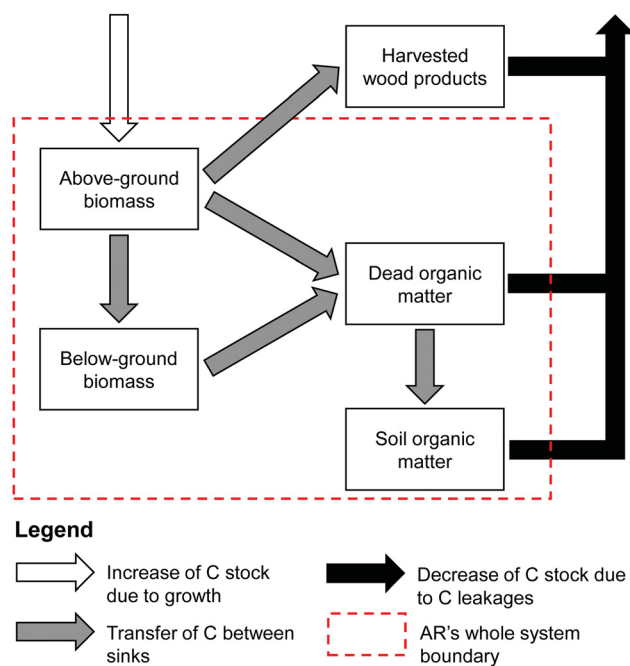 Harvested
wood products
Above-ground
biomass
Dead organic
matter
Below-ground
biomass
Soil organic
matter
Legend
Increase of C stock
due to growth
Decrease of C stock due
to C leakages
Transfer of C between
sinks
AR's whole system
boundary